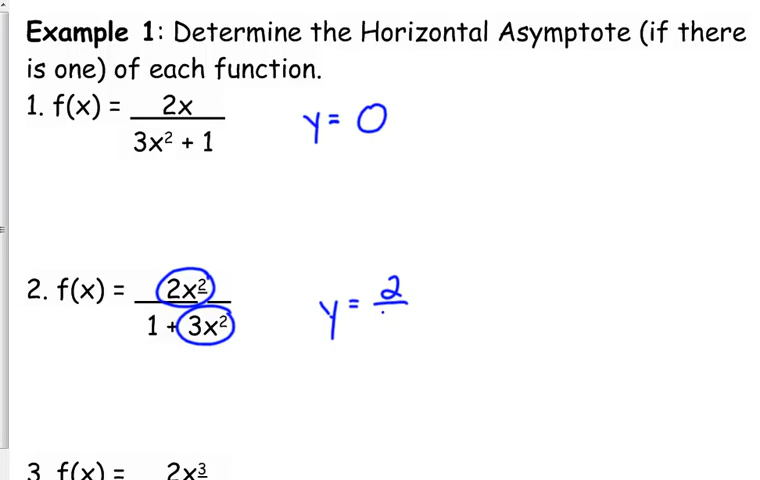 Example 1: Determine the Horizontal Asymptote (if there
is one) of each function.
1. f(x) = 2x / 3x² + 1 y = 0
2. f(x) = 2x² / 1 + 3x² y = 2
3 f(x) = 2x³